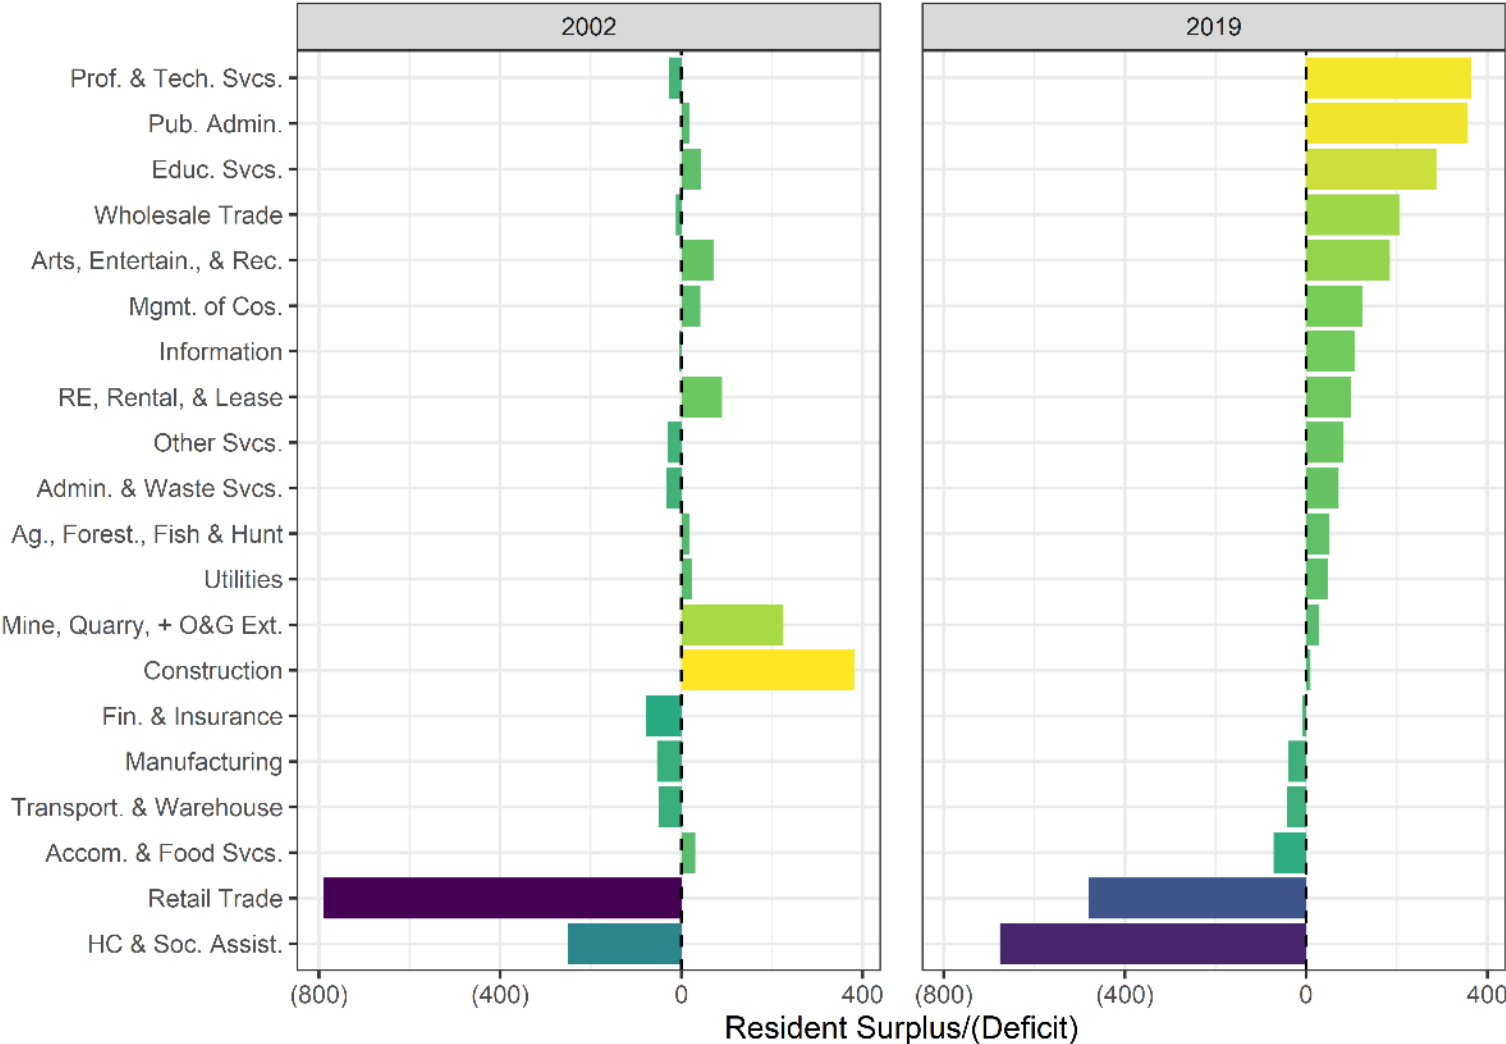 2002
2019
Prof. & Tech. Svcs.
Pub. Admin.
Educ. Svcs.
Wholesale Trade
Arts, Entertain., & Rec.
Mgmt. of Cos.
Information
RE, Rental, & Lease
Other Svcs.
Admin. & Waste Svcs.
Ag., Forest., Fish & Hunt
Utilities
Mine, Quarry, + O&G Ext.
Construction
Fin. & Insurance
Manufacturing
Transport. & Warehouse
Accom. & Food Svcs.
Retail Trade
HC & Soc. Assist.
(800) (400) 0 400
(800) (400) 0 400
Resident Surplus/(Deficit)